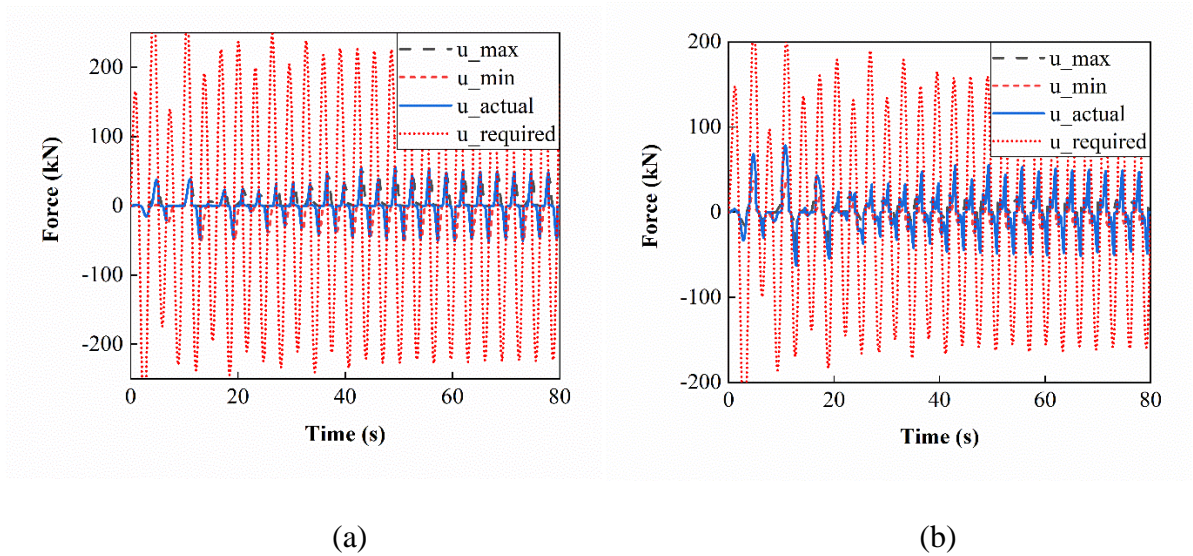 u_max
u_min
u_actual
u_required
200
100
0
-100
-200
0
20
40
60
80
Force (kN)
Time (s)
u_max
u_min
u_actual
u_required
200
100
0
-100
-200
0
20
40
60
80
Force (kN)
Time (s)
(a)
(b)